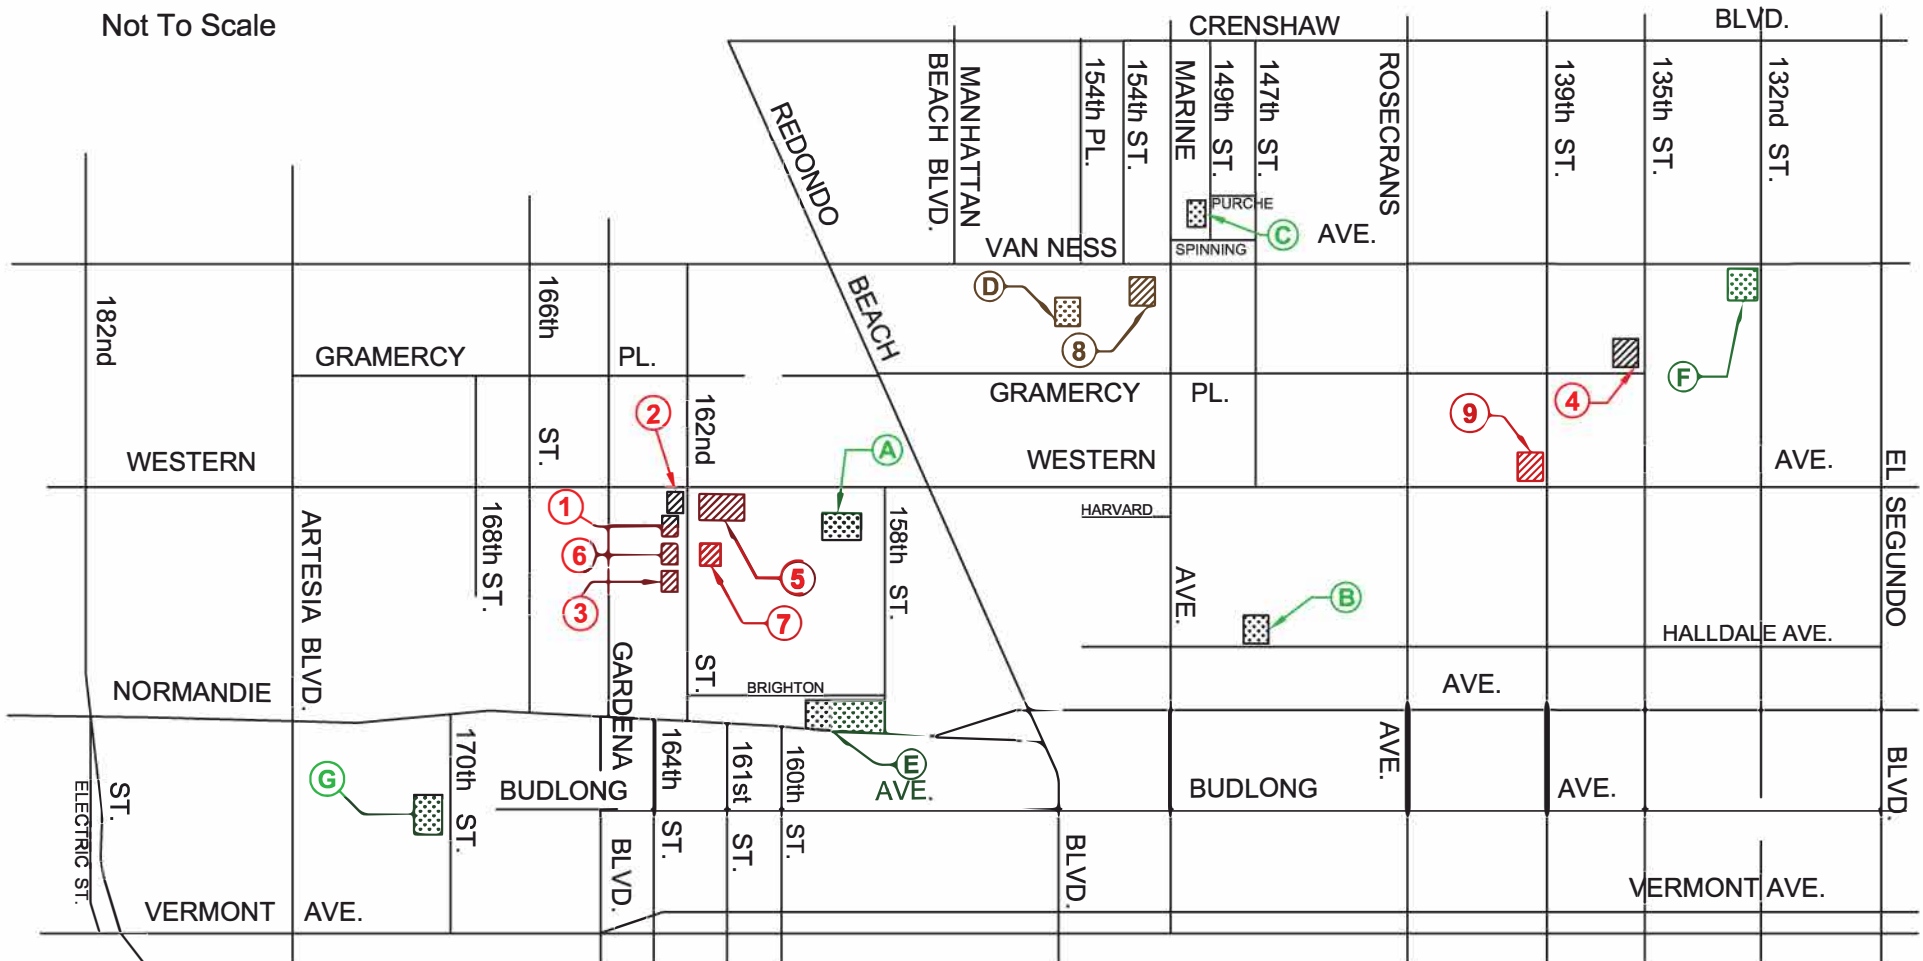 Not To Scale
CRENSHAW
BLVD.
REDONDO
BEACH
MANHATTAN
BEACH BLVD.
154th PL.
154th ST.
MARINE
149th ST.
147th ST.
ROSECRANS
139th ST.
135th ST.
132nd ST.
PURCHE
C
AVE.
SPINNING
VAN NESS
182nd
166th
D
8
F
GRAMERCY
PL.
GRAMERCY
PL.
4
9
2
162nd
A
ST.
WESTERN
WESTERN
AVE.
EL
SEGUNDO
1
6
3
5
7
168th ST.
ARTESIA BLVD.
158th
ST.
HARVARD
AVE.
B
HALLDALE AVE.
GARDENA
ST.
BRIGHTON
NORMANDIE
AVE.
G
170th
ST.
164th
161st
160th
E
AVE.
AVE.
BLVD.
BUDLONG
BUDLONG
AVE.
ST.
ELECTRIC ST.
BLVD.
ST.
ST.
ST.
BLVD.
VERMONT
AVE.
VERMONT AVE.